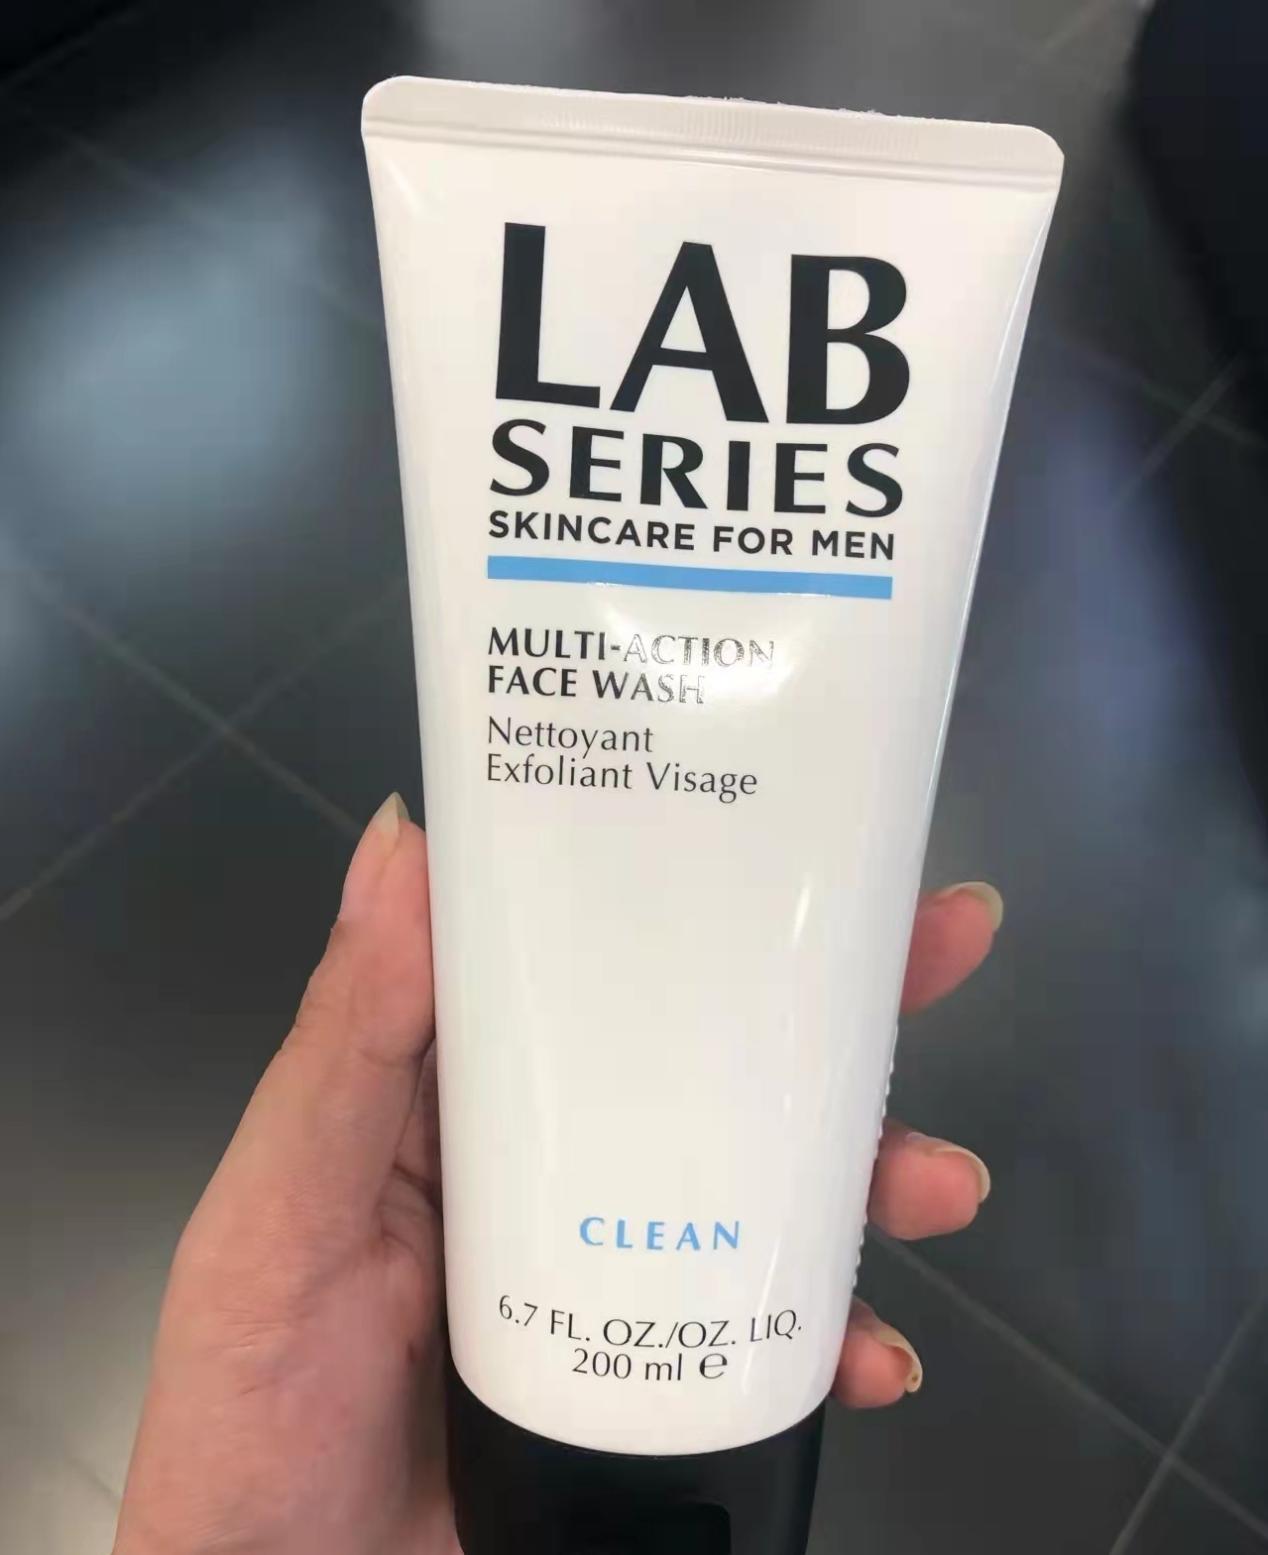 LAB
SERIES
SKINCARE FOR MEN
MULTI-ACTION
FACE WASH
Nettoyant
Exfoliant Visage
CLEAN
6.7 FL. OZ./OZ. LIQ.
200 ml ℮